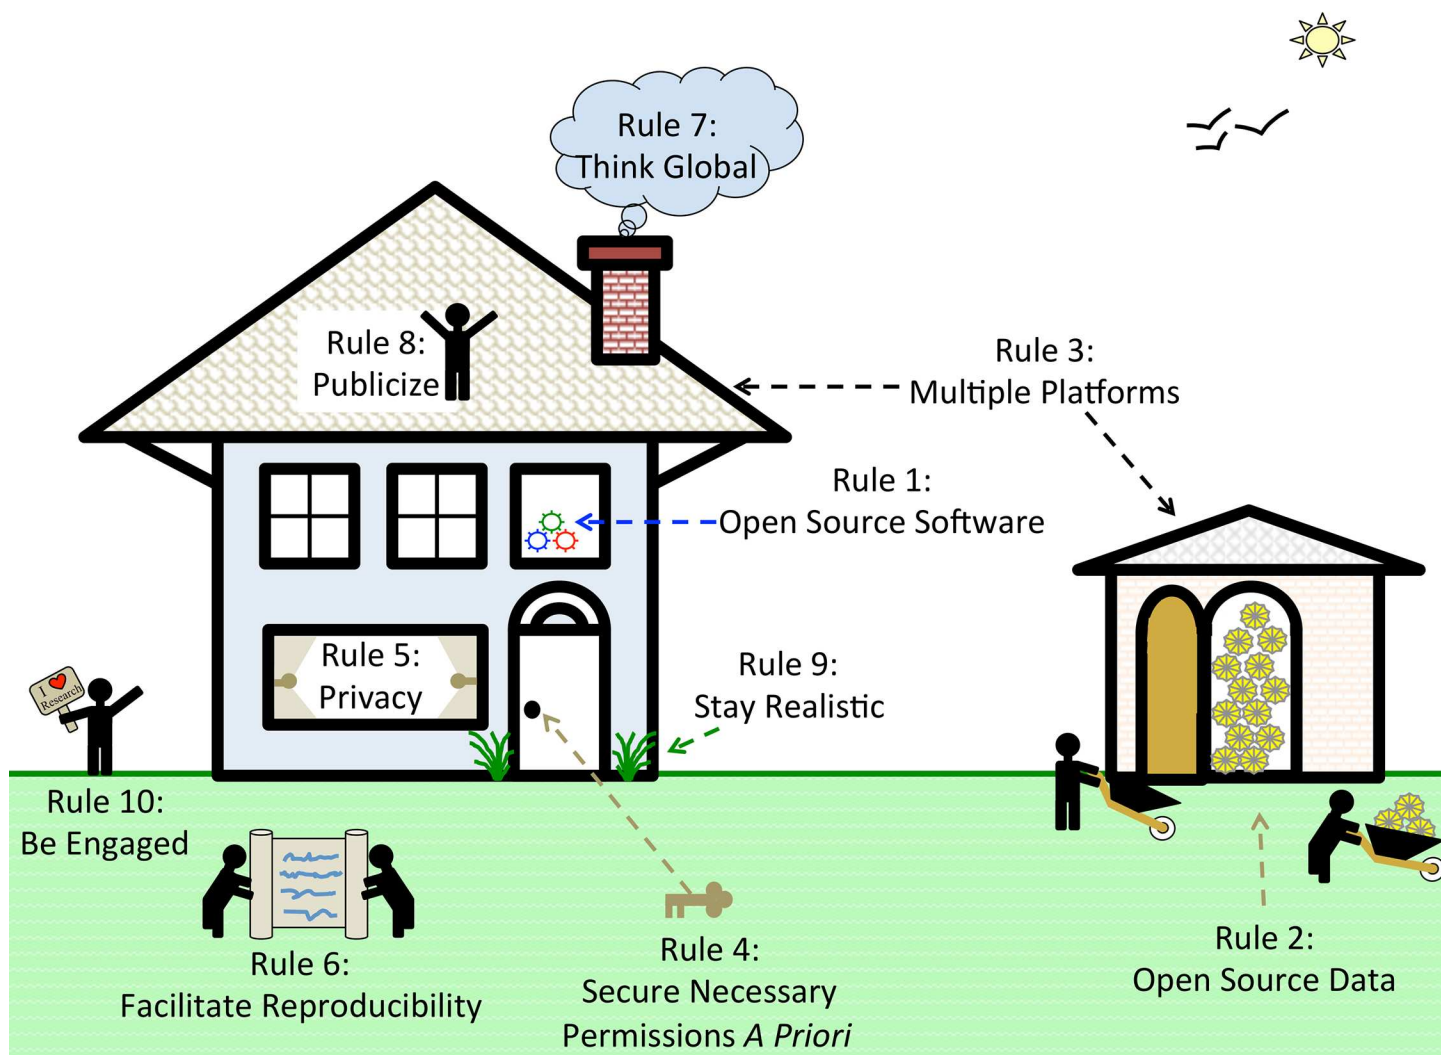 Rule 7:
Think Global
Rule 8:
Publicize
Rule 3:
Multiple Platforms
Rule 1:
Open Source Software
Rule 5:
Privacy
Rule 9:
Stay Realistic
I
Research
Rule 10:
Be Engaged
Rule 6:
Facilitate Reproducibility
Rule 4:
Secure Necessary
Permissions A Priori
Rule 2:
Open Source Data